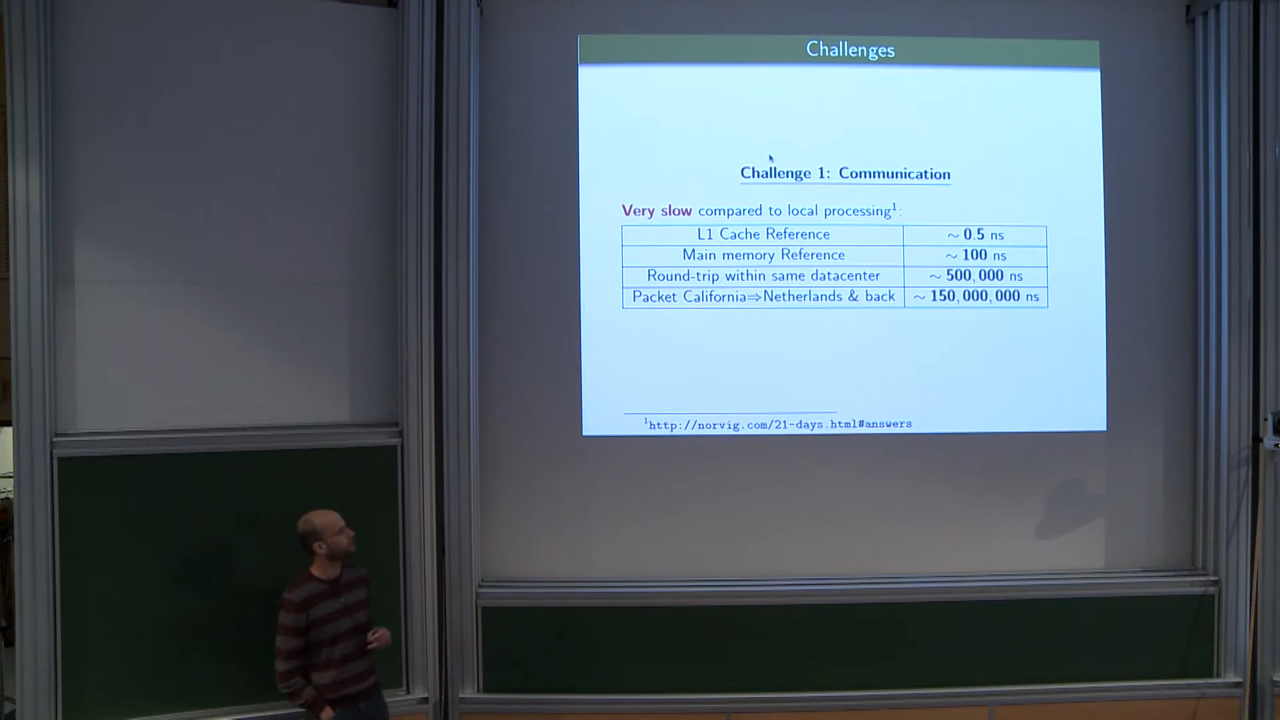 Challenges
Challenge 1: Communication
Very slow compared to local processing¹:
L1 Cache Reference ∼ 0.5 ns
Main memory Reference ∼ 100 ns
Round-trip within same datacenter ∼ 500,000 ns
Packet California⇒Netherlands & back ∼ 150,000,000 ns
¹http://norvig.com/21-days.html#answers